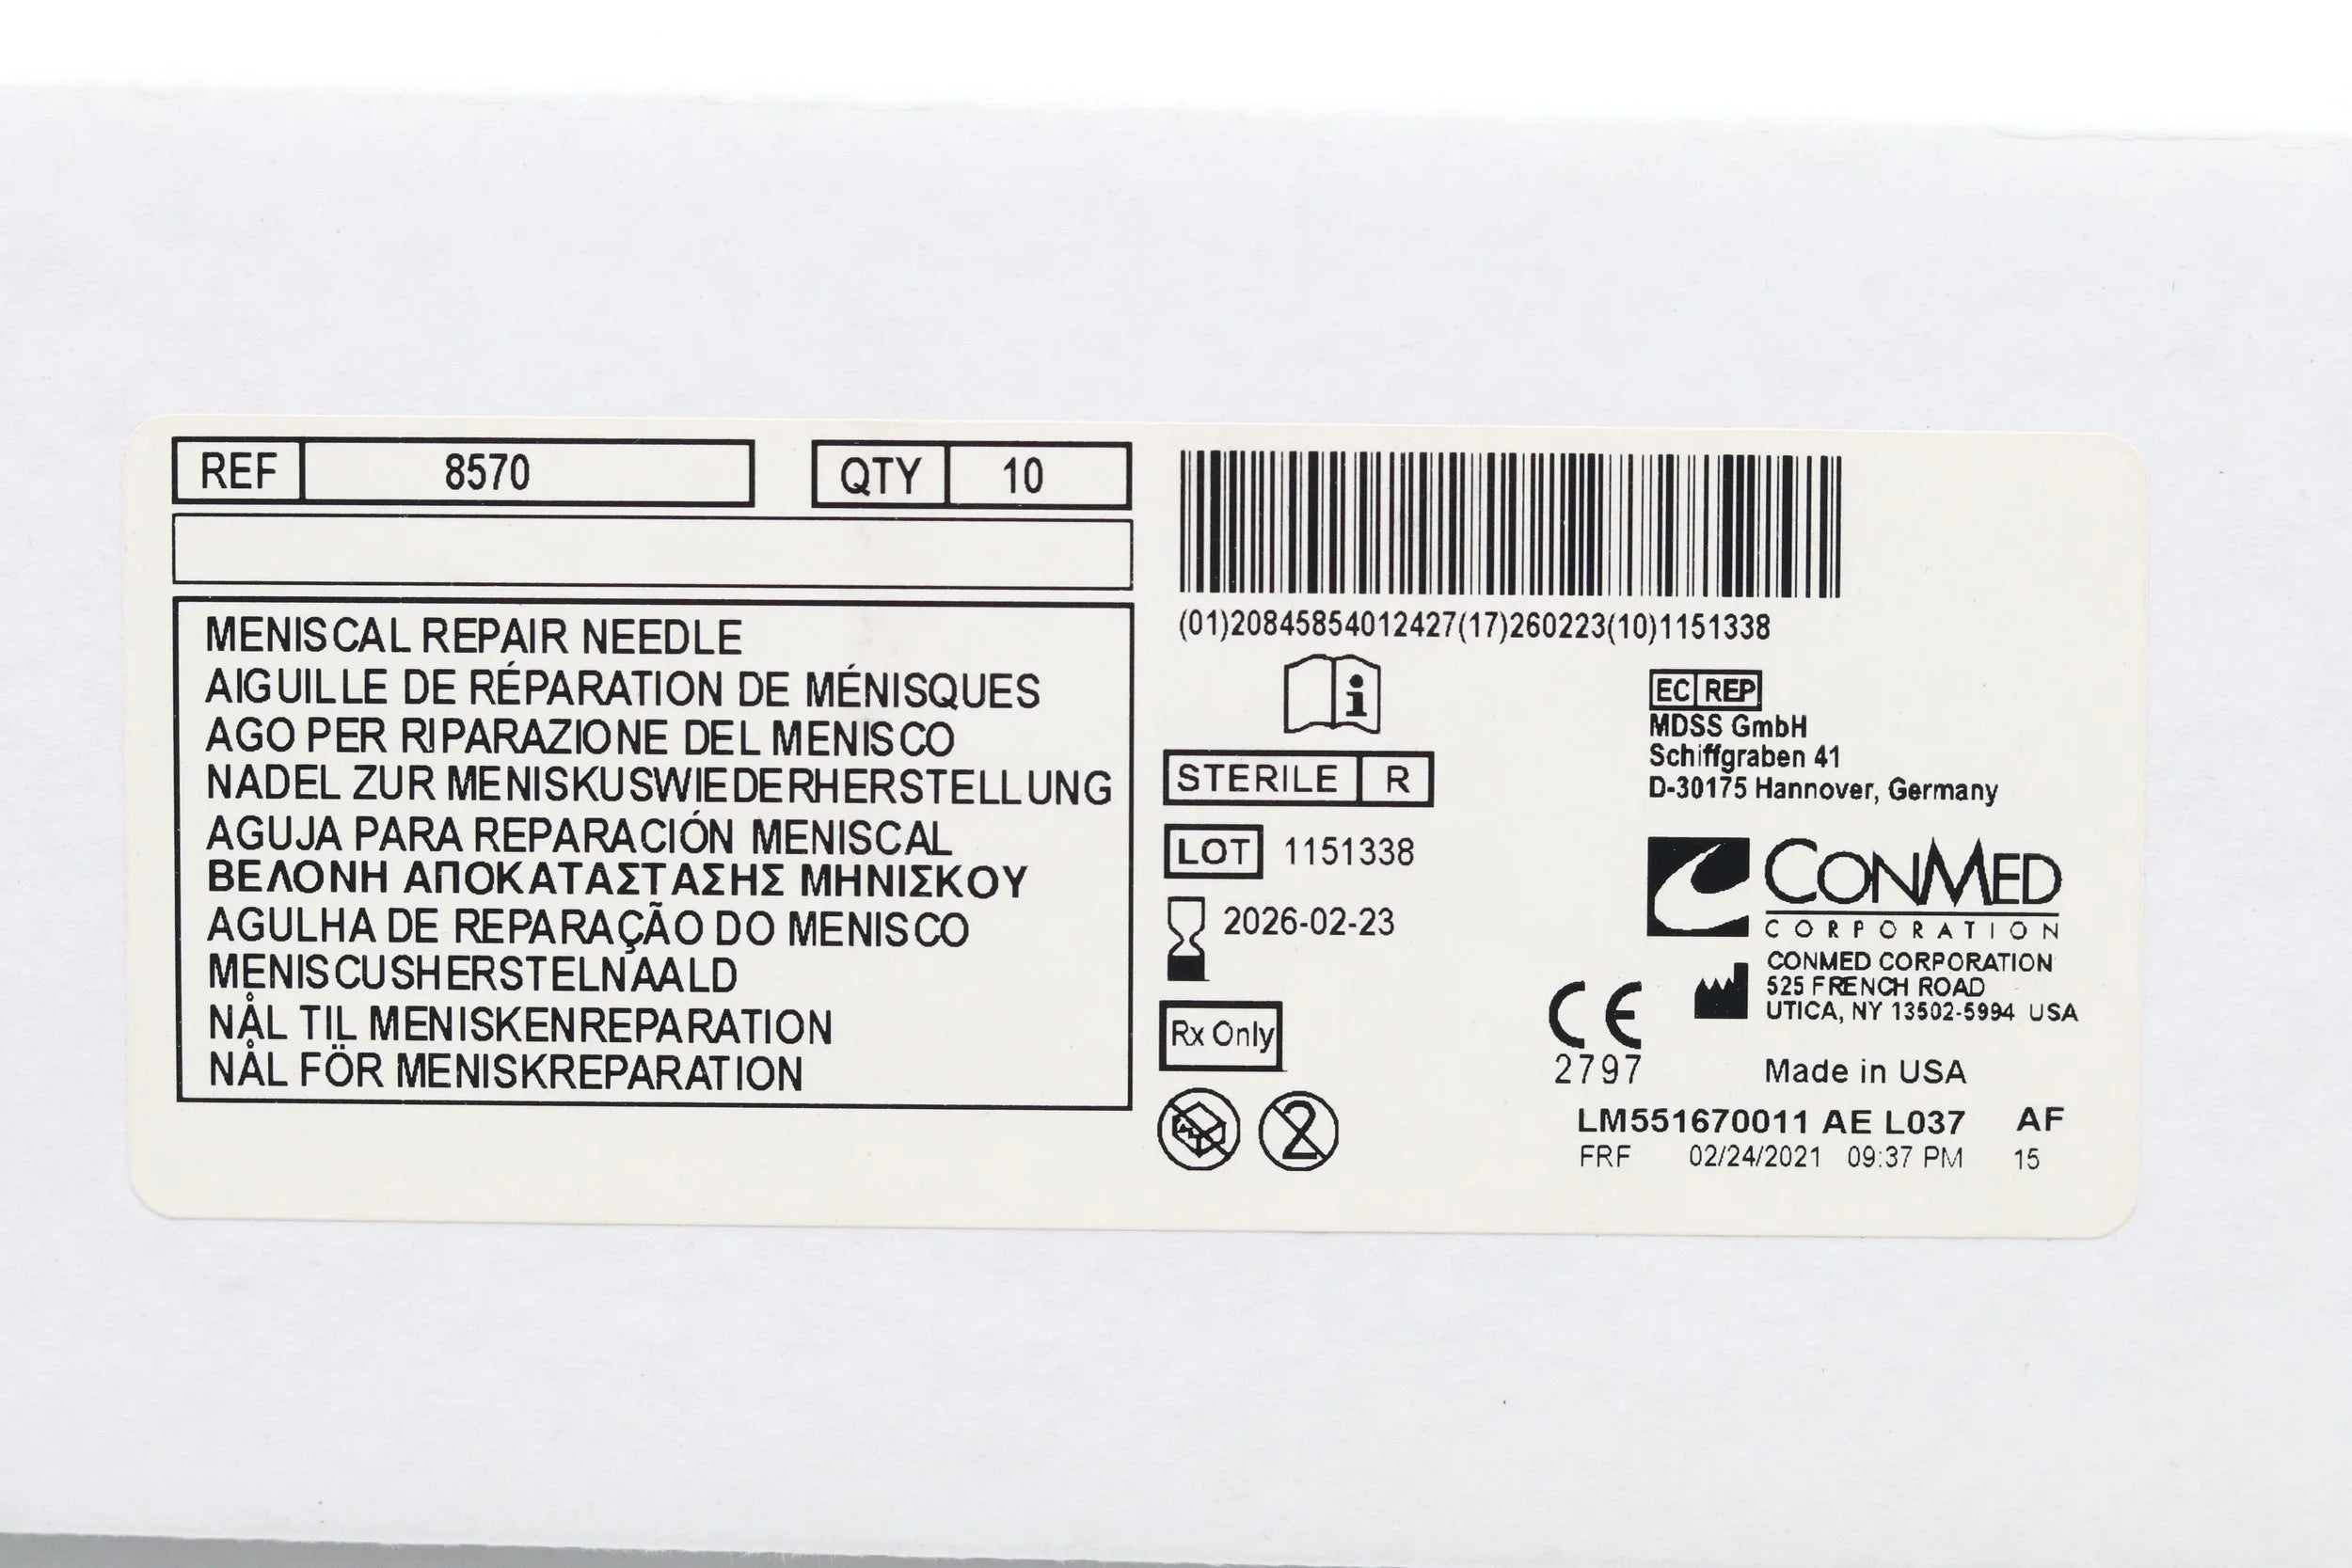 REF 8570 QTY 10
MENISCAL REPAIR NEEDLE
AIGUILLE DE RÉPARATION DE MÉNISQUES
AGO PER RIPARAZIONE DEL MENISCO
NADEL ZUR MENISKUSWIEDERHERSTELLUNG
AGUJA PARA REPARACIÓN MENISCAL
ΒΕΛΟΝΗ ΑΠΟΚΑΤΑΣΤΑΣΗΣ ΜΗΝΙΣΚΟΥ
AGULHA DE REPARAÇÃO DO MENISCO
MENISCUSHERSTELNAALD
NÅL TIL MENISKENREPARATION
NÅL FÖR MENISKREPARATION
(01)20845854012427(17)260223(10)1151338
i
STERILE R
LOT 1151338
2026-02-23
Rx Only
2
EC REP
MDSS GmbH
Schiffgraben 41
D-30175 Hannover, Germany
CONMED
CORPORATION
CONMED CORPORATION
525 FRENCH ROAD
UTICA, NY 13502-5994 USA
CE
2797
Made in USA
LM551670011 AE L037 AF
FRF 02/24/2021 09:37 PM 15